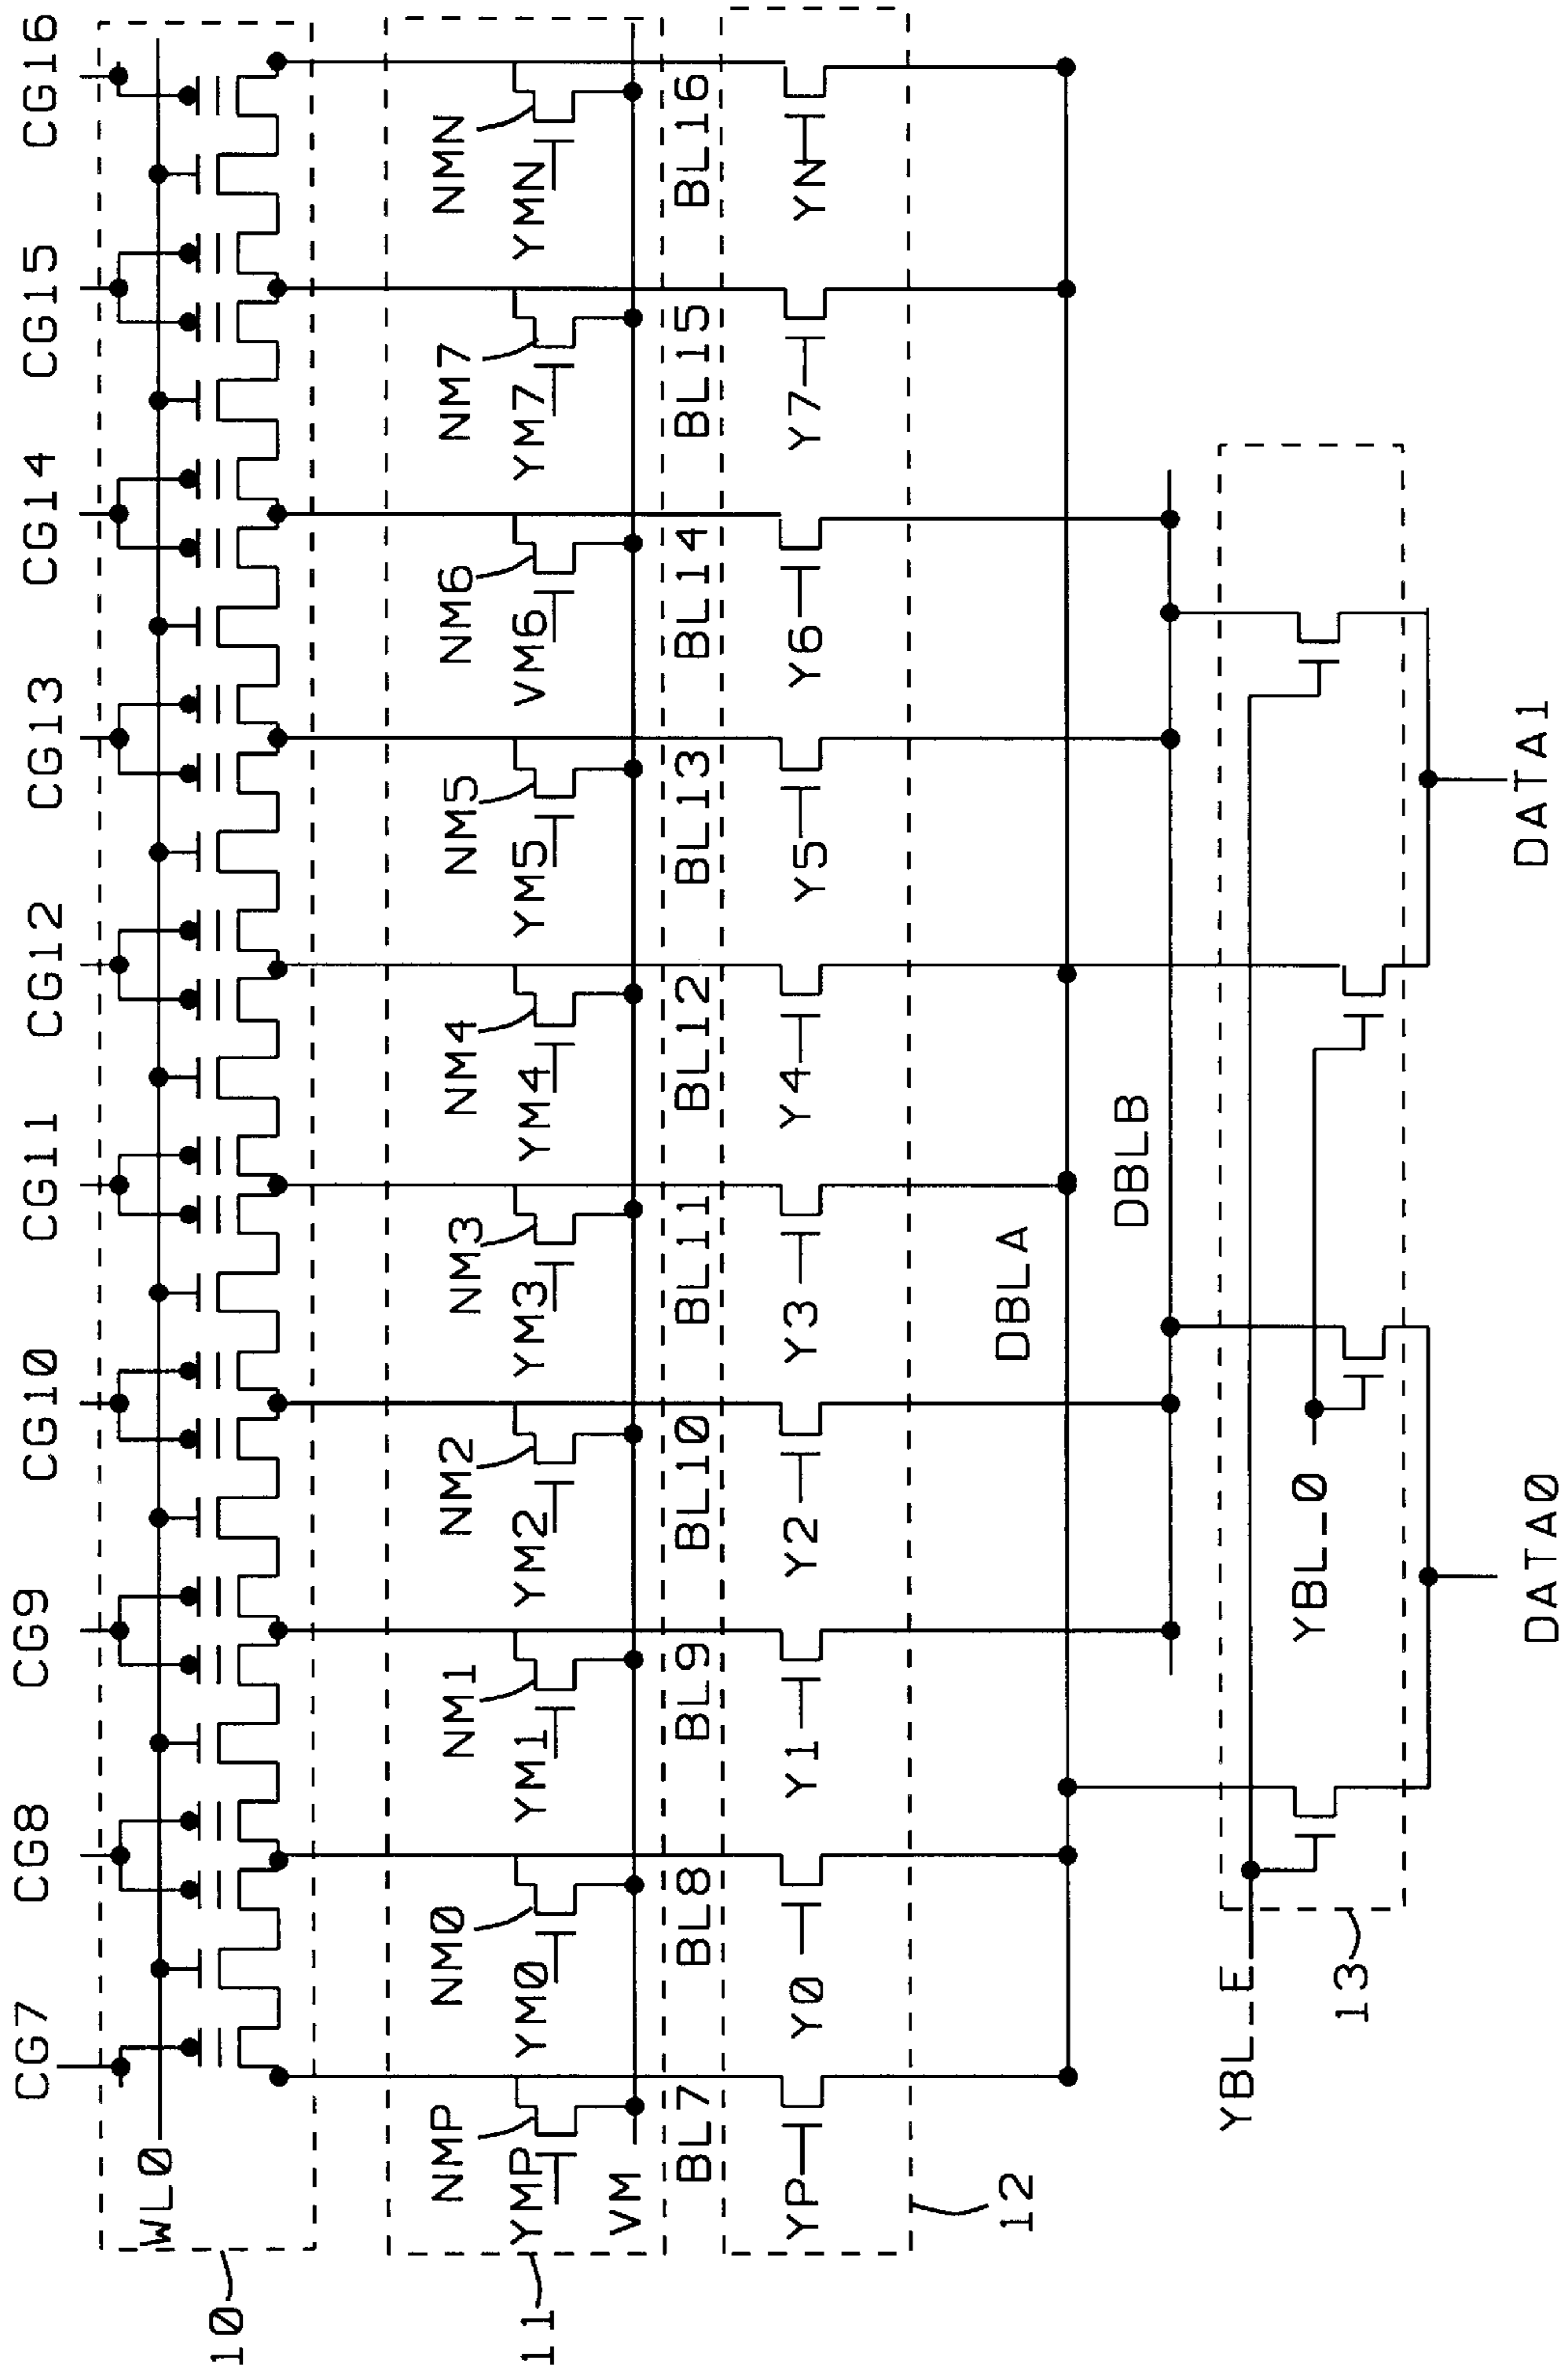 CG7 CG8 CG9 CG10 CG11 CG12 CG13 CG14 CG15 CG16
WL0
10
NMP NM0 NM1 NM2 NM3 NM4 NM5 NM6 NM7 NMN
YMP YM0 YM1 YM2 YM3 YM4 YM5 VM6 YM7 YMN
11
VM
BL7 BL8 BL9 BL10 BL11 BL12 BL13 BL14 BL15 BL16
YP Y0 Y1 Y2 Y3 Y4 Y5 Y6 Y7 YN
12
DBLA
DBLB
YBL_E
YBL_0
13
DATA0 DATA1